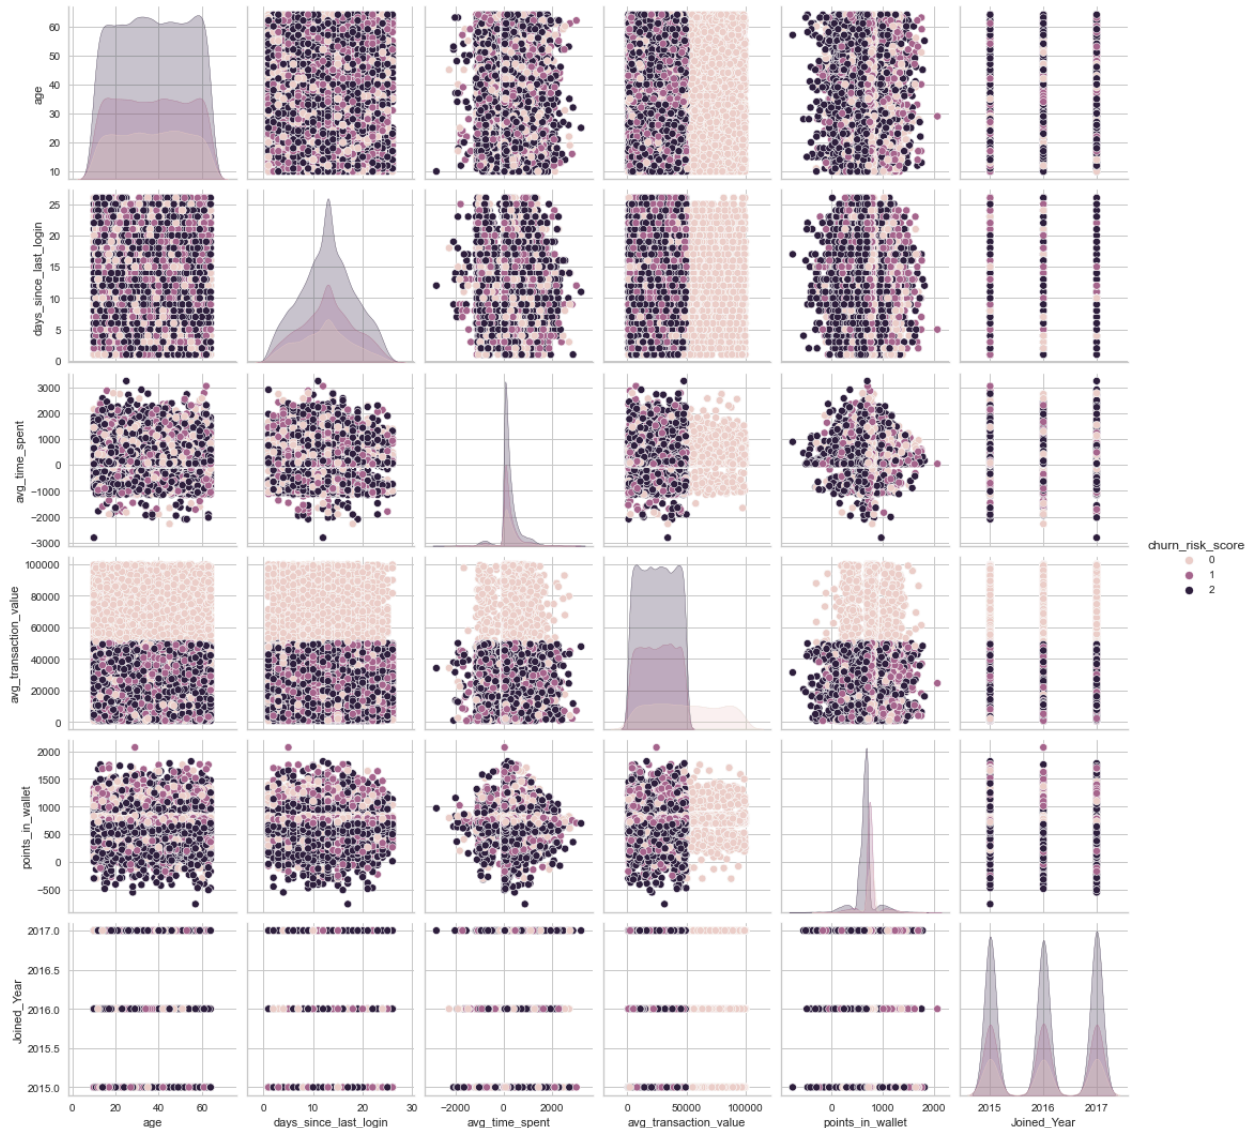 age
60
50
40
30
20
10
days_since_last_login
25
20
15
10
5
0
avg_time_spent
3000
2000
1000
0
−1000
−2000
−3000
avg_transaction_value
100000
80000
60000
40000
20000
0
churn_risk_score
0
1
2
points_in_wallet
2000
1500
1000
500
0
−500
Joined_Year
2017.0
2016.5
2016.0
2015.5
2015.0
0 20 40 60
0 10 20 30
−2000 0 2000
0 50000 100000
0 1000 2000
2015 2016 2017
age
days_since_last_login
avg_time_spent
avg_transaction_value
points_in_wallet
Joined_Year